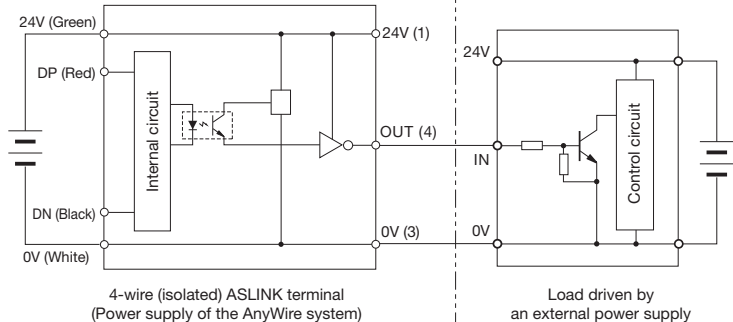 24V (Green)
24V (1)
DP (Red)
Internal circuit
OUT (4)
DN (Black)
0V (White)
0V (3)
24V
IN
Control circuit
0V
4-wire (isolated) ASLINK terminal
(Power supply of the AnyWire system)
Load driven by
an external power supply